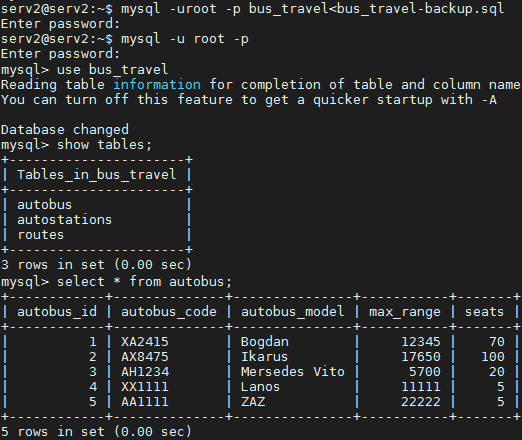 serv2@serv2:~$ mysql -uroot -p bus_travel<bus_travel-backup.sql
Enter password:
serv2@serv2:~$ mysql -u root -p
Enter password:
mysql> use bus_travel
Reading table information for completion of table and column name
You can turn off this feature to get a quicker startup with -A

Database changed
mysql> show tables;
+----------------------+
| Tables_in_bus_travel |
+----------------------+
| autobus              |
| autostations         |
| routes               |
+----------------------+
3 rows in set (0.00 sec)
mysql> select * from autobus;
+------------+--------------+---------------+-----------+-------+
| autobus_id | autobus_code | autobus_model | max_range | seats |
+------------+--------------+---------------+-----------+-------+
|          1 | XA2415       | Bogdan        |     12345 |    70 |
|          2 | AX8475       | Ikarus        |     17650 |   100 |
|          3 | AH1234       | Mersedes Vito |      5700 |    20 |
|          4 | XX1111       | Lanos         |     11111 |     5 |
|          5 | AA1111       | ZAZ           |     22222 |     5 |
+------------+--------------+---------------+-----------+-------+
5 rows in set (0.00 sec)